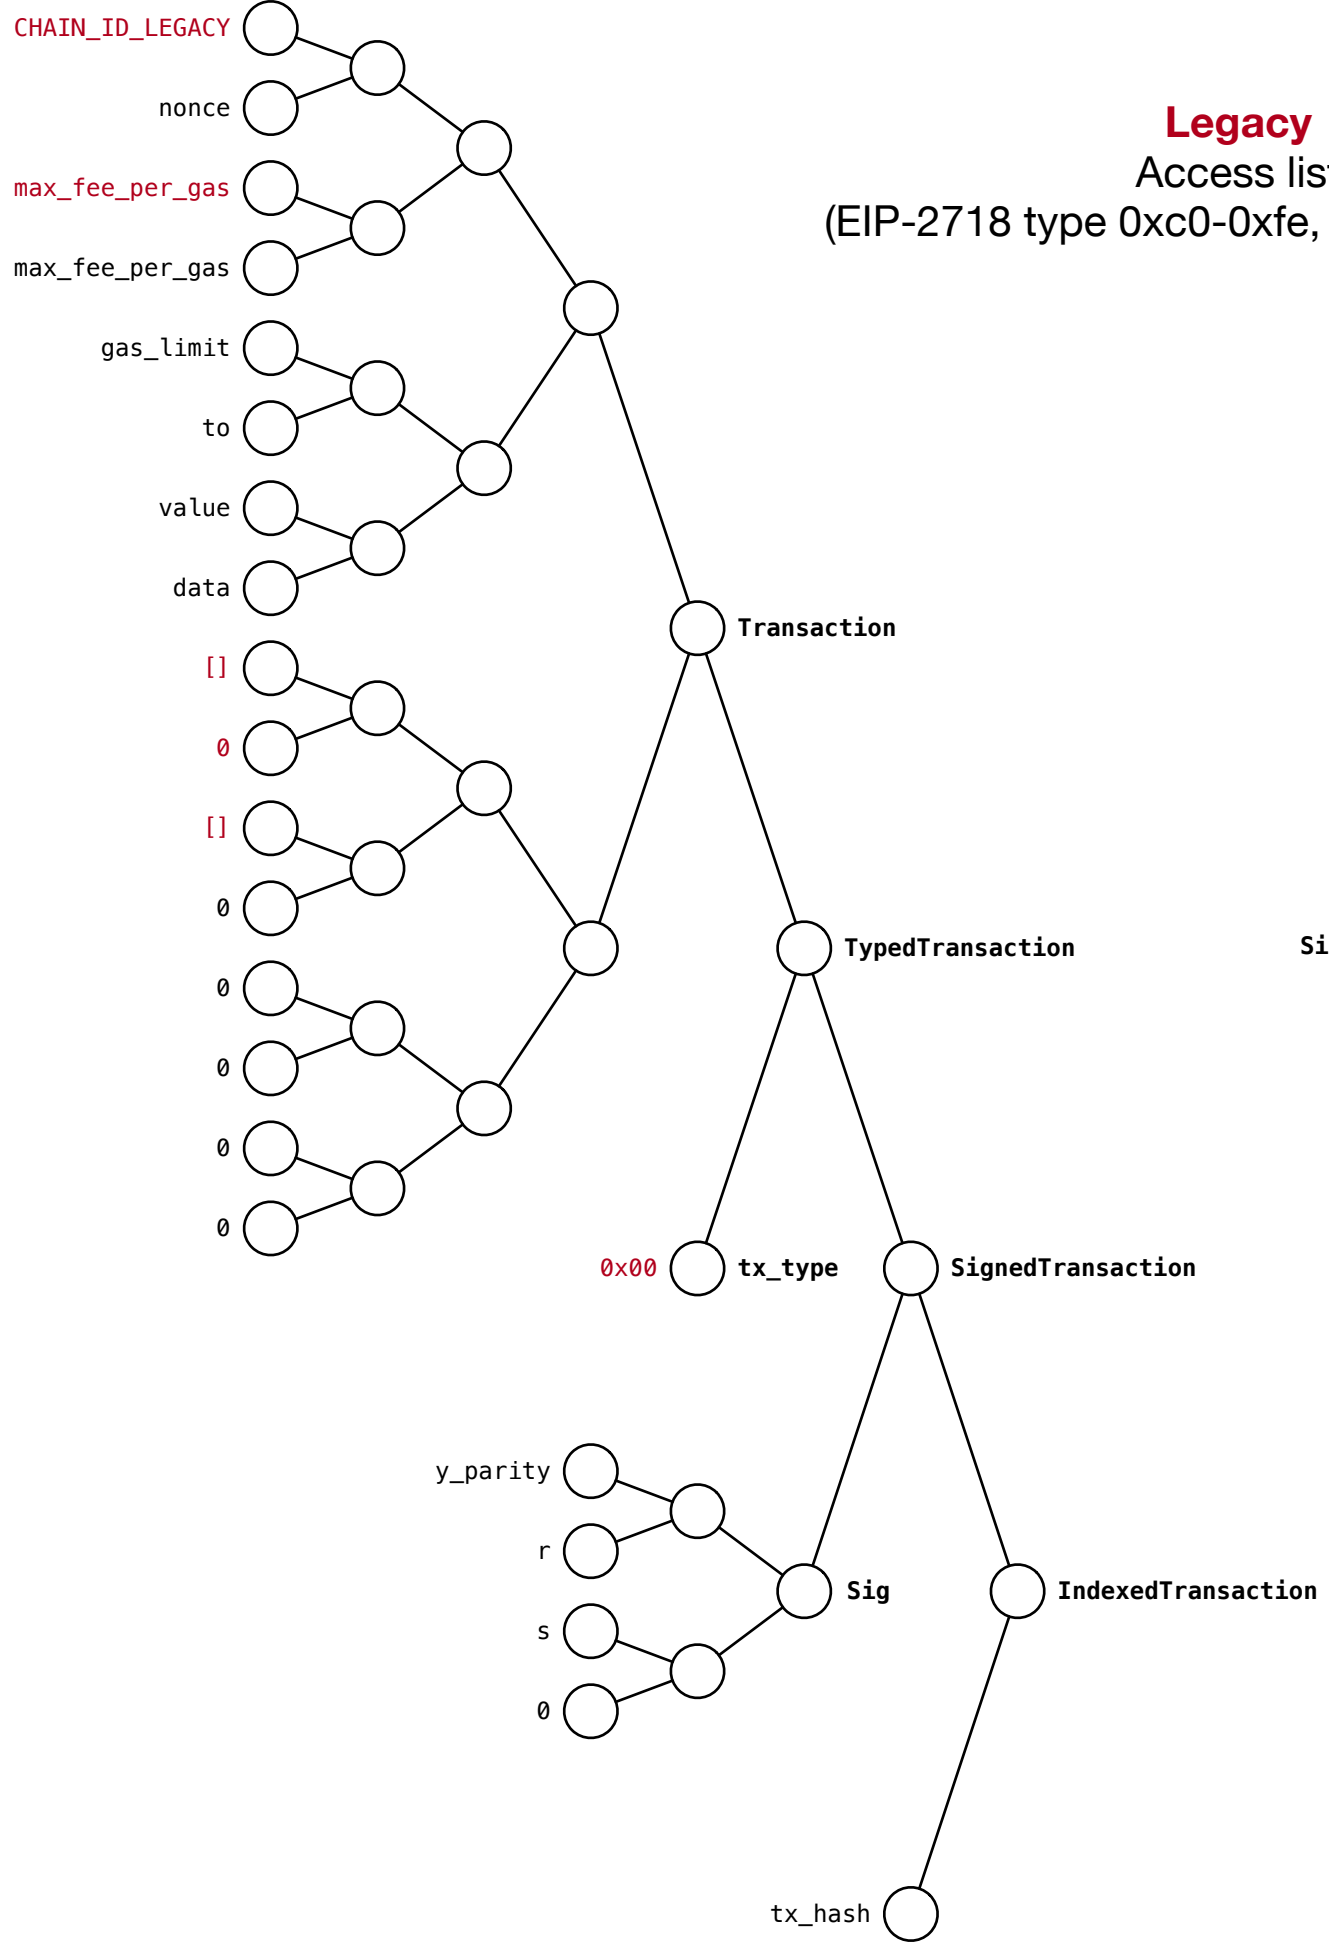 CHAIN_ID_LEGACY
nonce
Legacy
max_fee_per_gas
Access lis
(EIP-2718 type 0xc0-0xfe,
max_fee_per_gas
gas_limit
to
value
data
Transaction
[]
0
[]
0
TypedTransaction
Si
0
0
0
0
0x00 tx_type
SignedTransaction
y_parity
r
Sig
IndexedTransaction
s
0
tx_hash